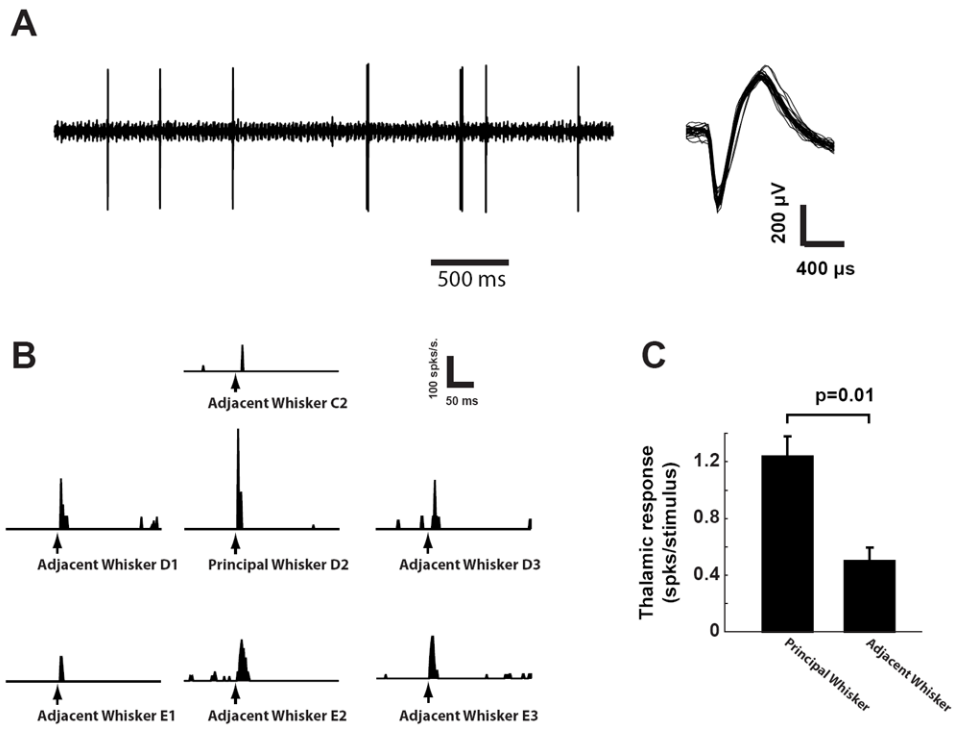 A
500 ms
200 µV
400 µs
B
100 spks/s.
50 ms
Adjacent Whisker C2
Adjacent Whisker D1
Principal Whisker D2
Adjacent Whisker D3
Adjacent Whisker E1
Adjacent Whisker E2
Adjacent Whisker E3
C
p=0.01
Thalamic response
(spks/stimulus)
1.2
0.8
0.4
0
Principal Whisker
Adjacent Whisker